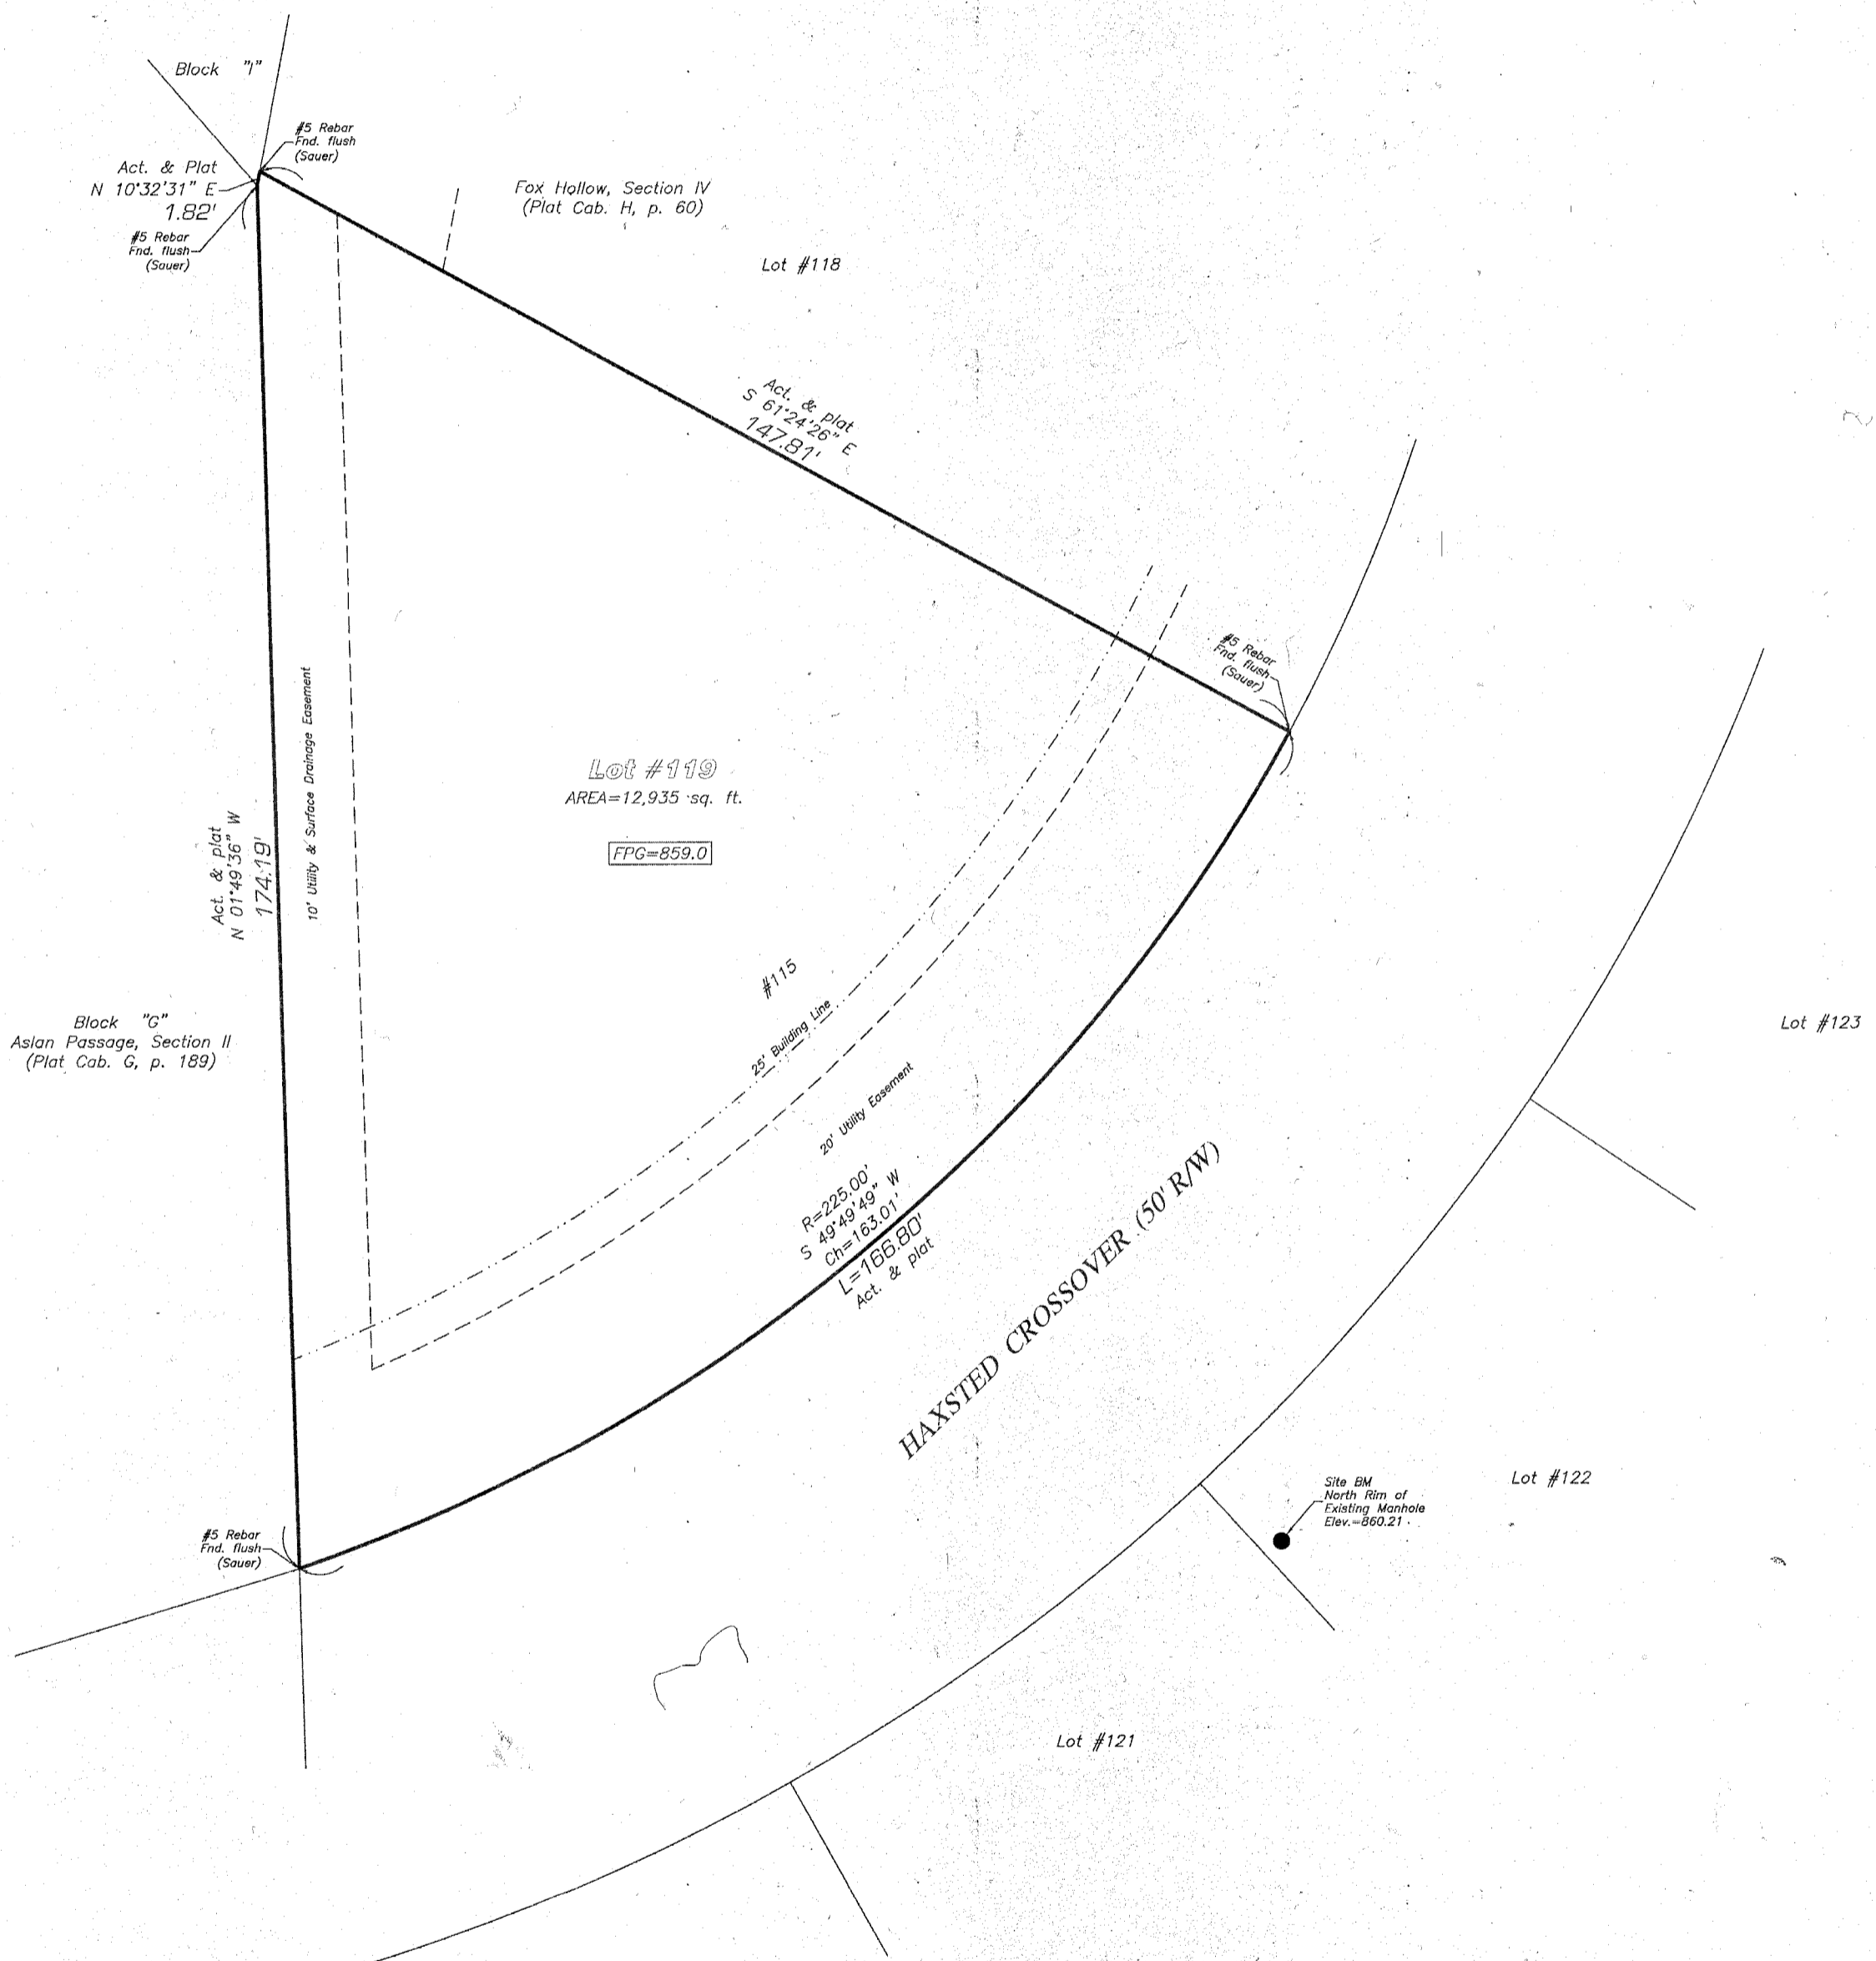 Block "I"
#5 Rebar
Fnd. flush
(Sauer)
Act. & Plat
N 10°32'31" E
1.82'
#5 Rebar
Fnd. flush
(Sauer)
Fox Hollow, Section IV
(Plat Cab. H, p. 60)
Lot #118
Act. & plat
S 61°24'26" E
147.81'
#5 Rebar
Fnd. flush
(Sauer)
10' Utility & Surface Drainage Easement
Lot #119
AREA=12,935 sq. ft.
FPG=859.0
Act. & plat
N 01°49'36" W
174.19'
#115
25' Building Line
20' Utility Easement
Block "G"
Aslan Passage, Section II
(Plat Cab. G, p. 189)
Lot #123
R=225.00'
S 49°49'49" W
Ch=163.01'
L=166.80'
Act. & plat
HAXSTED CROSSOVER (50' R/W)
Site BM
North Rim of
Existing Manhole
Elev.=860.21
Lot #122
#5 Rebar
Fnd. flush
(Sauer)
Lot #121